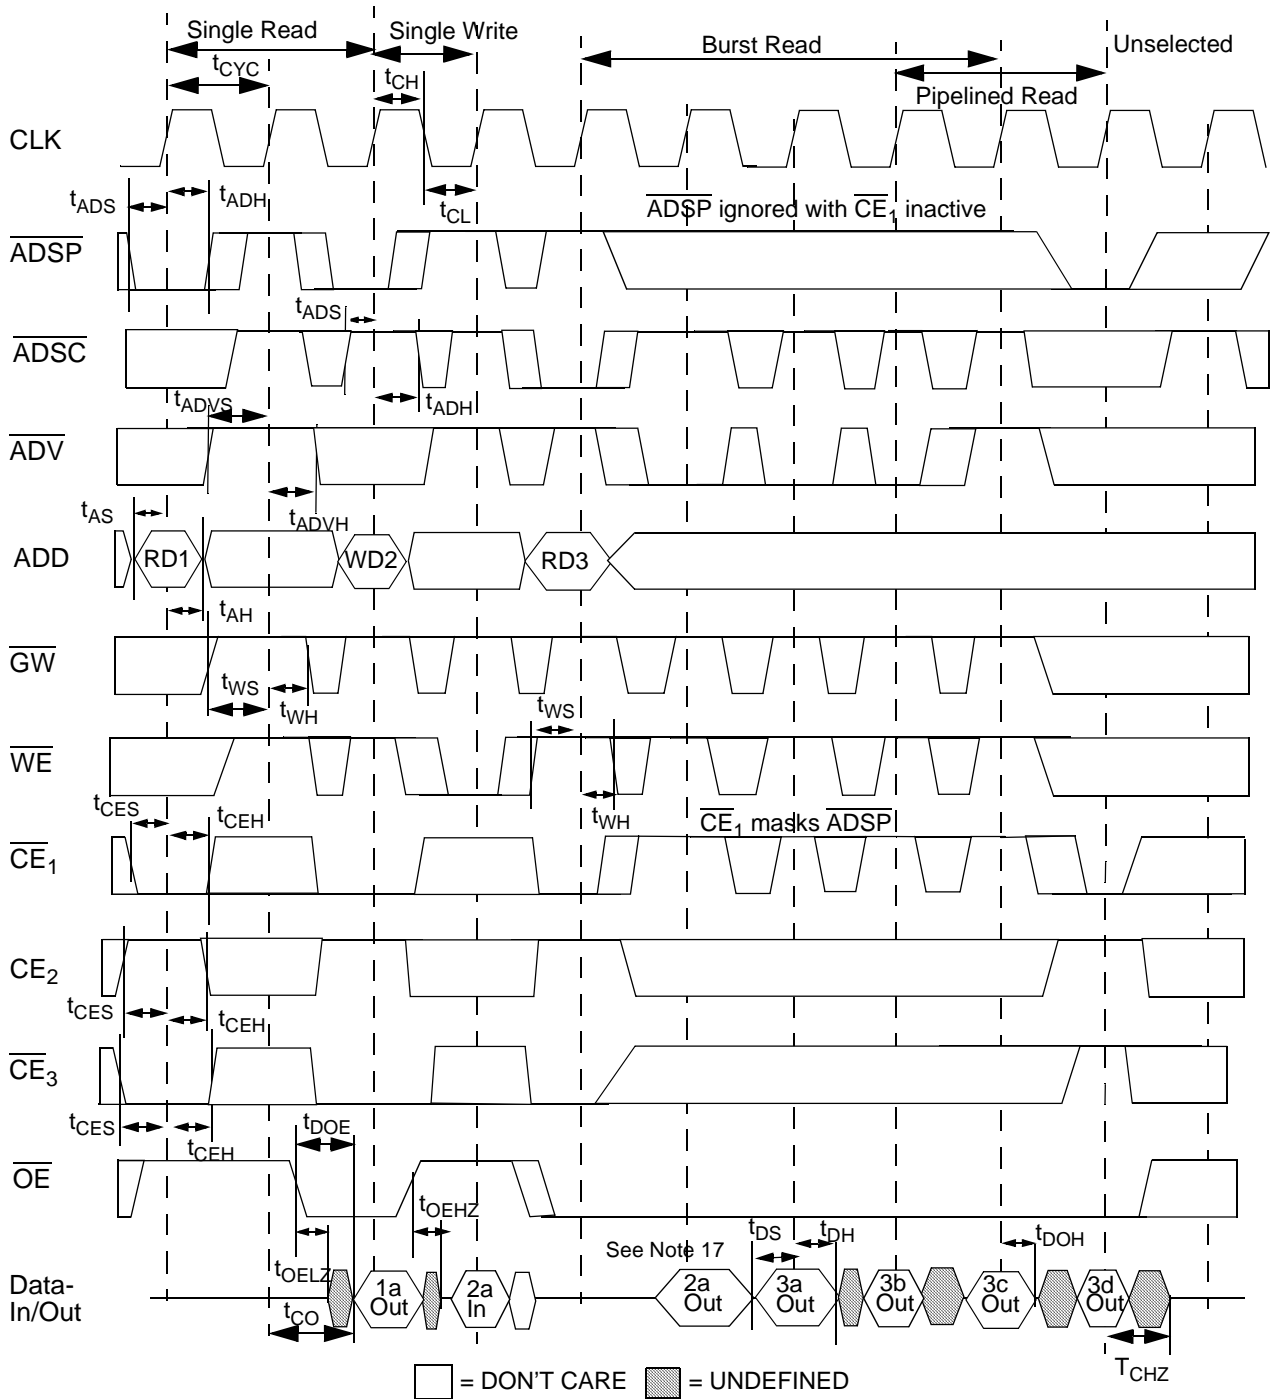 Single Read
Single Write
Burst Read
Unselected
tCYC
tCH
Pipelined Read
CLK
tADS
tADH
tCL
ADSP ignored with CE1 inactive
ADSP
tADS
ADSC
tADVS
tADH
ADV
tAS
tADVH
ADD
RD1
WD2
RD3
tAH
GW
tWS
tWH
tWS
WE
tCES
tCEH
tWH
CE1 masks ADSP
CE1
CE2
tCES
tCEH
CE3
tCES
tCEH
tDOE
OE
tOEHZ
See Note 17
tDS
tDH
tDOH
tOELZ
Data-
In/Out
1a
Out
2a
In
2a
Out
3a
Out
3b
Out
3c
Out
3d
Out
tCO
TCHZ
= DON'T CARE
= UNDEFINED